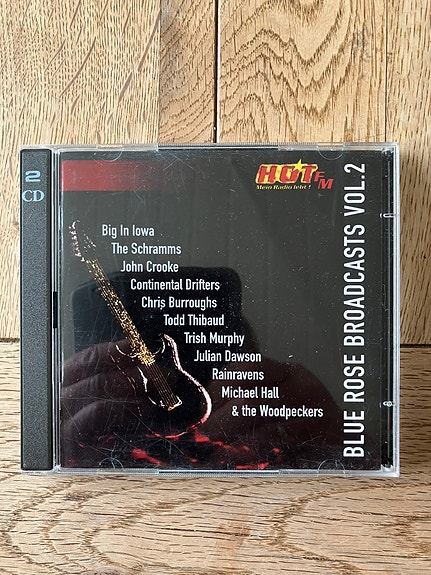 2
CD
HOT FM
Mein Radio lebt !
Big In Iowa
The Schramms
John Crooke
Continental Drifters
Chris Burroughs
Todd Thibaud
Trish Murphy
Julian Dawson
Rainravens
Michael Hall
& the Woodpeckers
BLUE ROSE BROADCASTS VOL.2